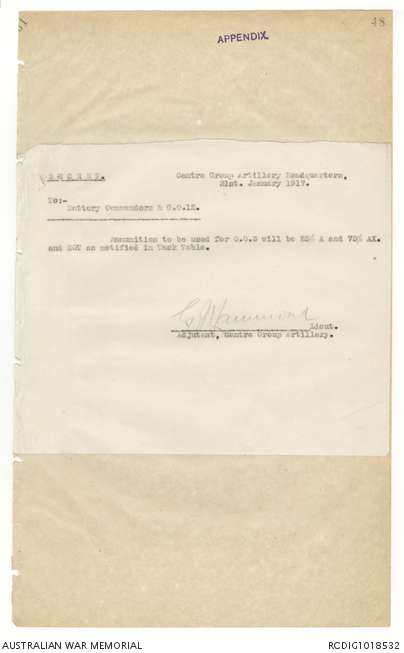 48
APPENDIX.
S E C R E T.
Centre Group Artillery Headquarters,
21st. January 1917.
To:-
Battery Commanders &
Ammunition to be used for O.O.3 will be 25% A and 75% AX.
and as notified in Task Table.
G Hammond
Lieut.
Adjutant, Centre Group Artillery.
AUSTRALIAN WAR MEMORIAL
RCDIG1018532